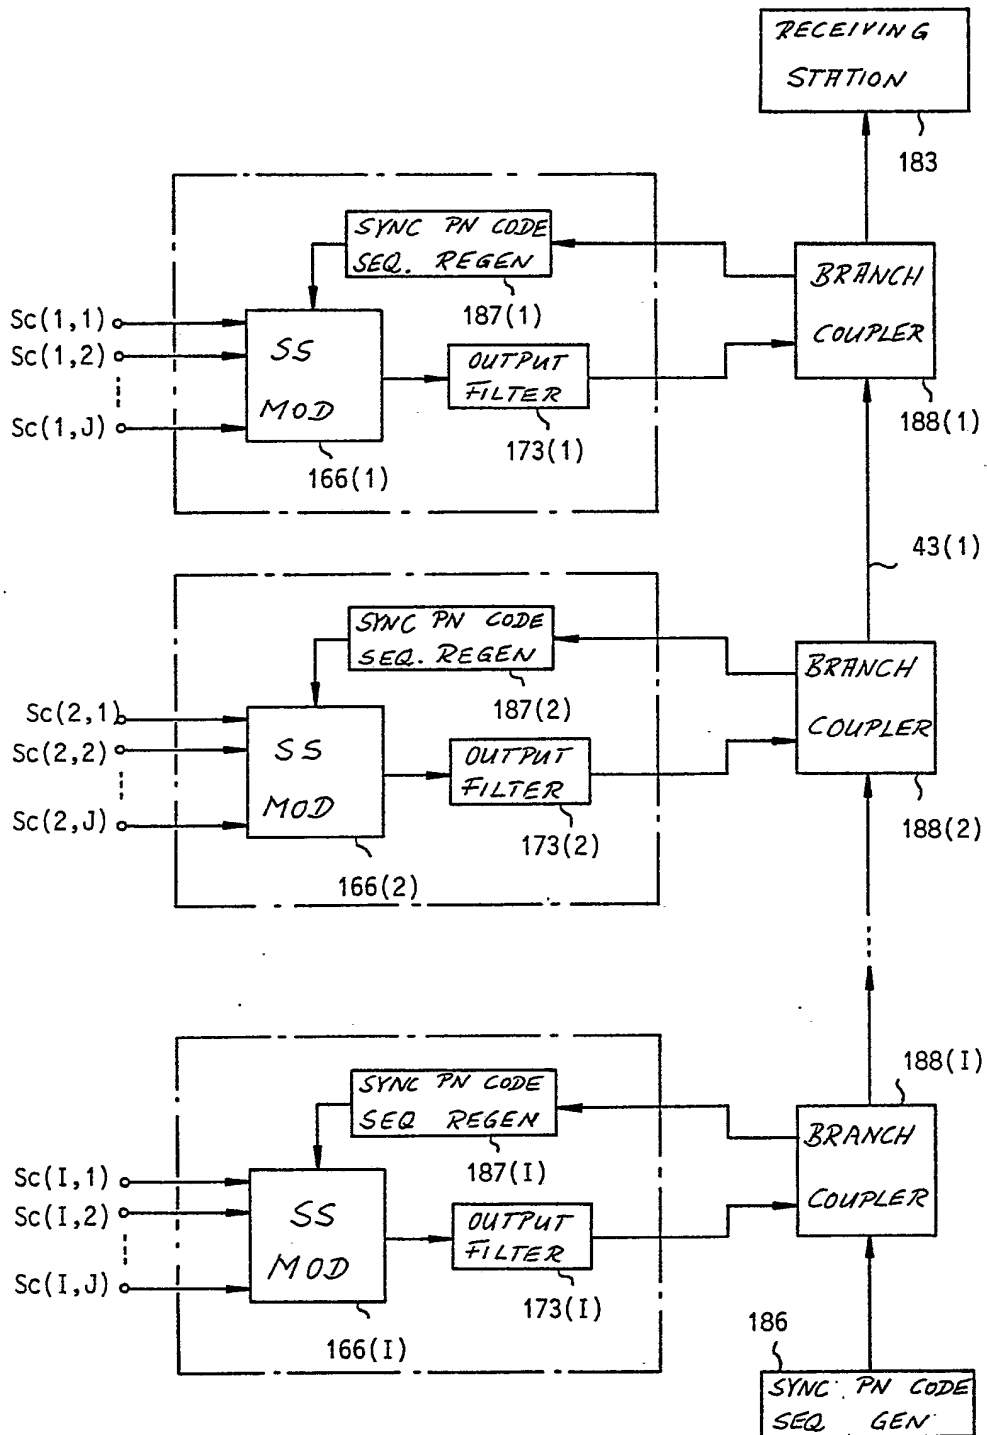 RECEIVING
STATION
183
SYNC PN CODE
SEQ. REGEN
187(1)
BRANCH
COUPLER
188(1)
Sc(1,1)
Sc(1,2)
Sc(1,J)
SS
MOD
166(1)
OUTPUT
FILTER
173(1)
43(1)
SYNC PN CODE
SEQ. REGEN
187(2)
BRANCH
COUPLER
188(2)
Sc(2,1)
Sc(2,2)
Sc(2,J)
SS
MOD
166(2)
OUTPUT
FILTER
173(2)
188(I)
SYNC PN CODE
SEQ REGEN
187(I)
BRANCH
COUPLER
Sc(I,1)
Sc(I,2)
Sc(I,J)
SS
MOD
166(I)
OUTPUT
FILTER
173(I)
186
SYNC PN CODE
SEQ GEN